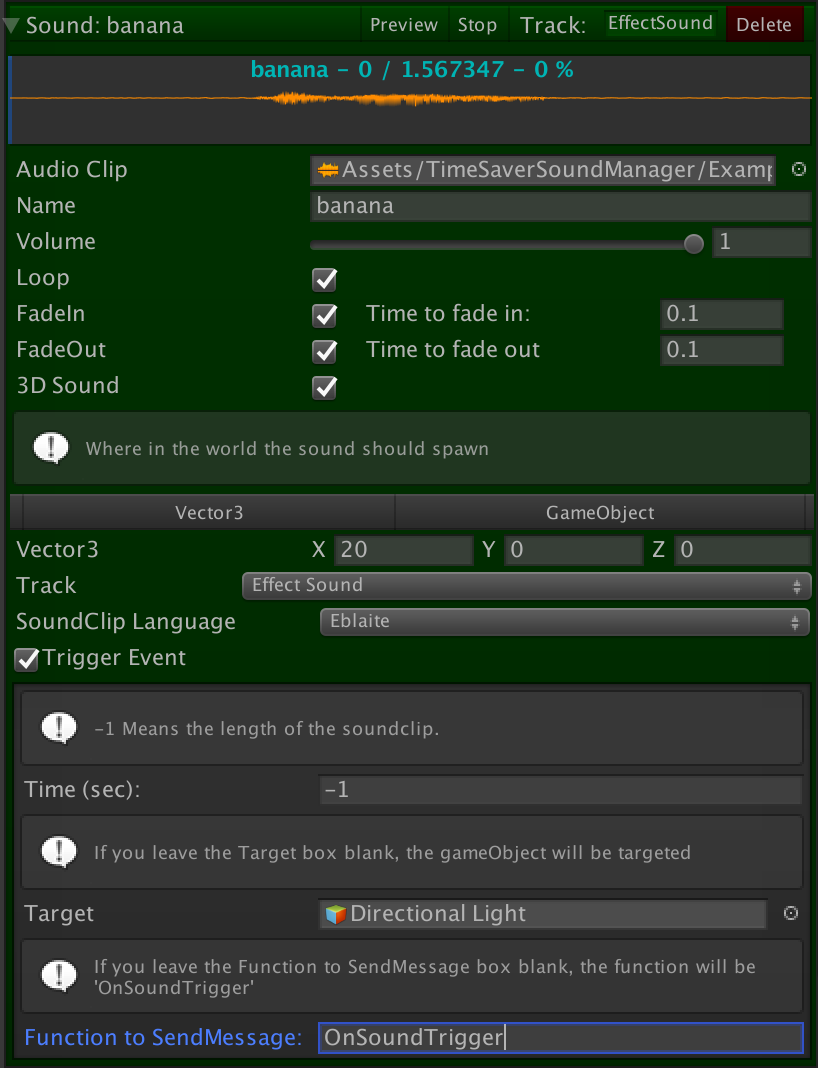 Sound: banana Preview Stop Track: EffectSound Delete
banana - 0 / 1.567347 - 0 %
Audio Clip Assets/TimeSaverSoundManager/Examp
Name banana
Volume 1
Loop
FadeIn Time to fade in: 0.1
FadeOut Time to fade out 0.1
3D Sound
Where in the world the sound should spawn
Vector3 GameObject
Vector3 X 20 Y 0 Z 0
Track Effect Sound
SoundClip Language Eblaite
Trigger Event
-1 Means the length of the soundclip.
Time (sec): -1
If you leave the Target box blank, the gameObject will be targeted
Target Directional Light
If you leave the Function to SendMessage box blank, the function will be
'OnSoundTrigger'
Function to SendMessage: OnSoundTrigger